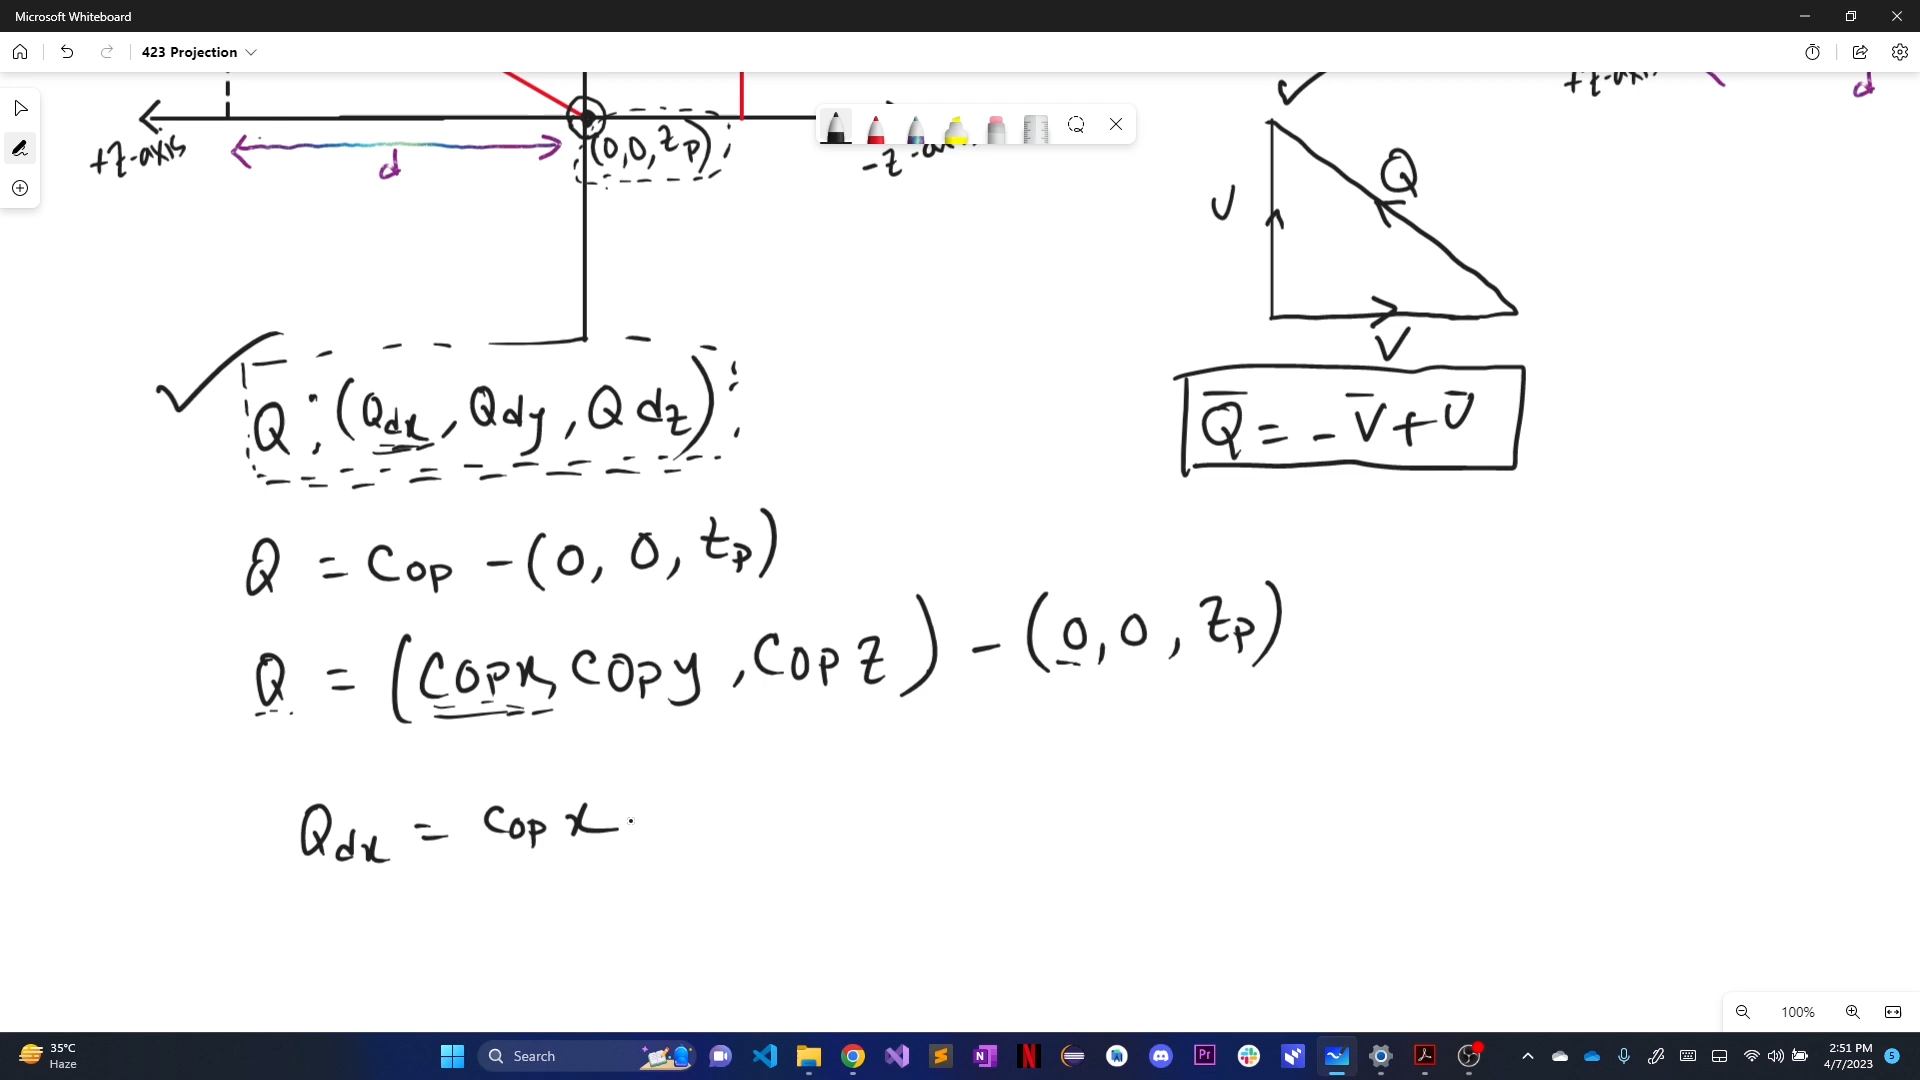 Microsoft Whiteboard
423 Projection
+z-axis
d
(0,0,zp)
d
U
Q
V
Q̅ = - V̅ + U̅
Q : (Qdx, Qdy, Qdz)
Q = Cop - (0, 0, zp)
Q = (Copx, Copy, Cop z) - (0,0, zp)
Qdx = Cop x
100%
35°C
Haze
Search
2:51 PM
4/7/2023
5